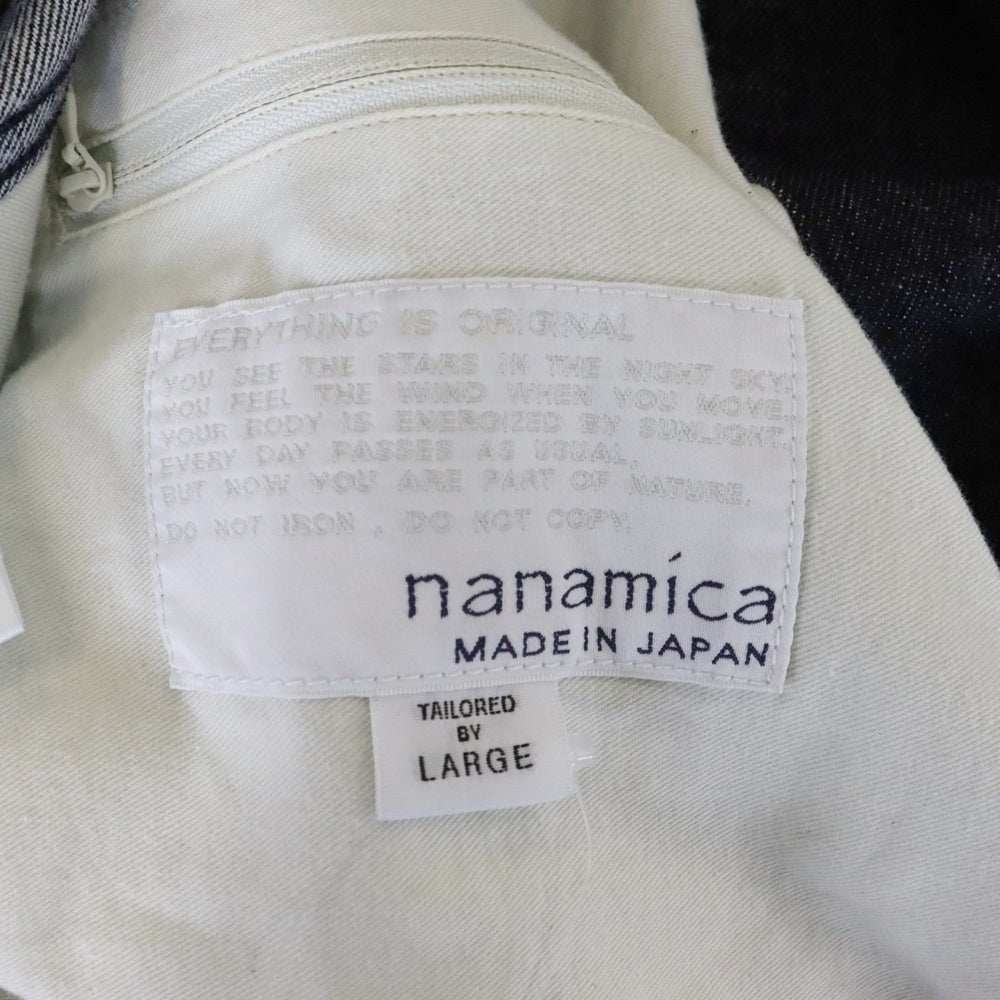 EVERYTHING IS ORIGINAL
YOU SEE THE STARS IN THE NIGHT SKY.
YOU FEEL THE WIND WHEN YOU MOVE.
YOUR BODY IS ENERGIZED BY SUNLIGHT.
EVERY DAY PASSES AS USUAL,
BUT NOW YOU ARE PART OF NATURE.
DO NOT IRON , DO NOT COPY.
nanamíca
MADE IN JAPAN
TAILORED
BY
LARGE